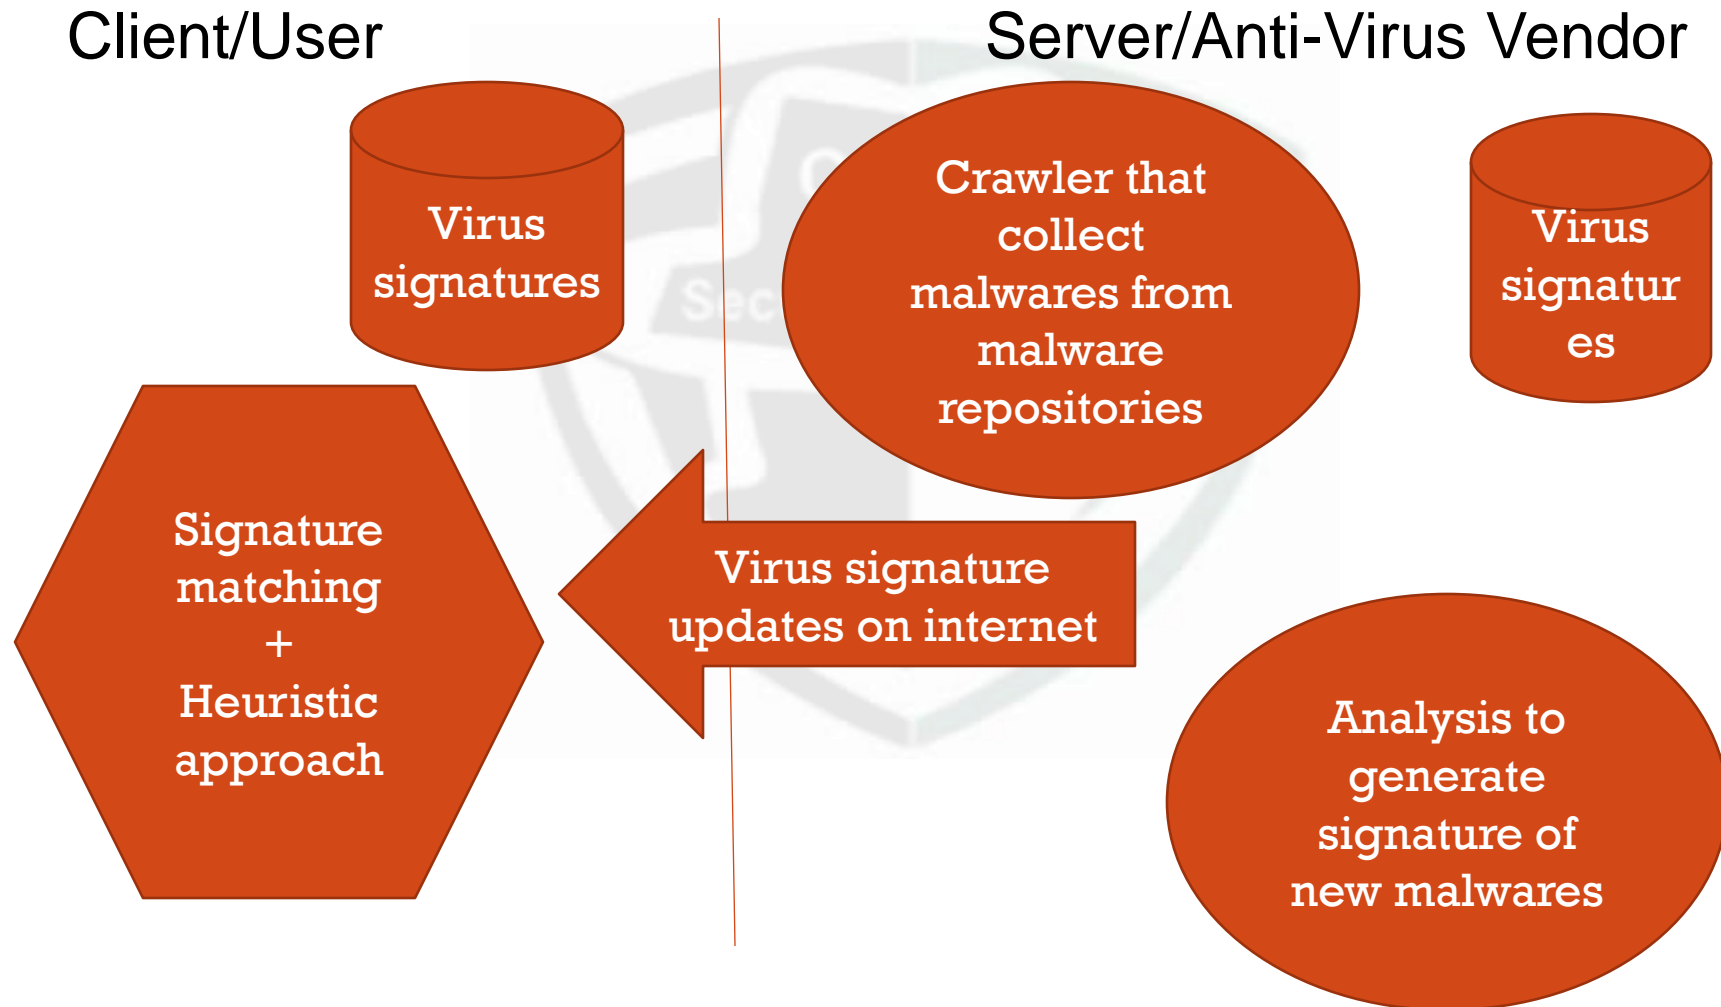 Client/User
Server/Anti-Virus Vendor
Virus
signatures
Crawler that
collect
malwares from
malware
repositories
Virus
signatur
es
Signature
matching
+
Heuristic
approach
Virus signature
updates on internet
Analysis to
generate
signature of
new malwares